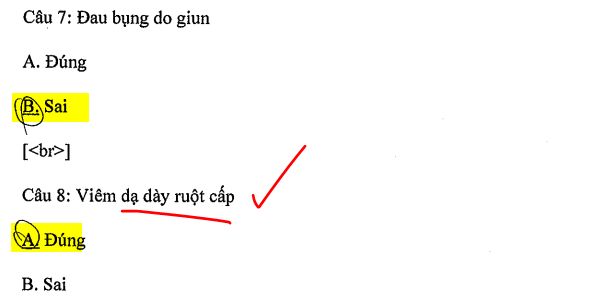 Câu 7: Đau bụng do giun
A. Đúng
B. Sai
[<br>]
Câu 8: Viêm dạ dày ruột cấp
A. Đúng
B. Sai